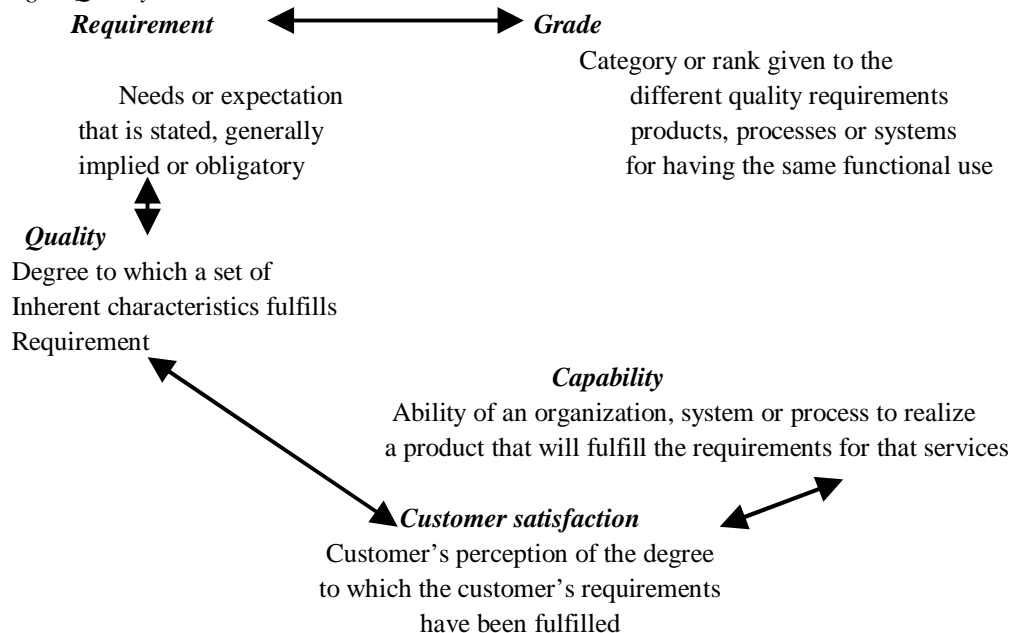 Requirement
Grade
Category or rank given to the
different quality requirements
products, processes or systems
for having the same functional use
Needs or expectation
that is stated, generally
implied or obligatory
Quality
Degree to which a set of
Inherent characteristics fulfills
Requirement
Capability
Ability of an organization, system or process to realize
a product that will fulfill the requirements for that services
Customer satisfaction
Customer’s perception of the degree
to which the customer’s requirements
have been fulfilled